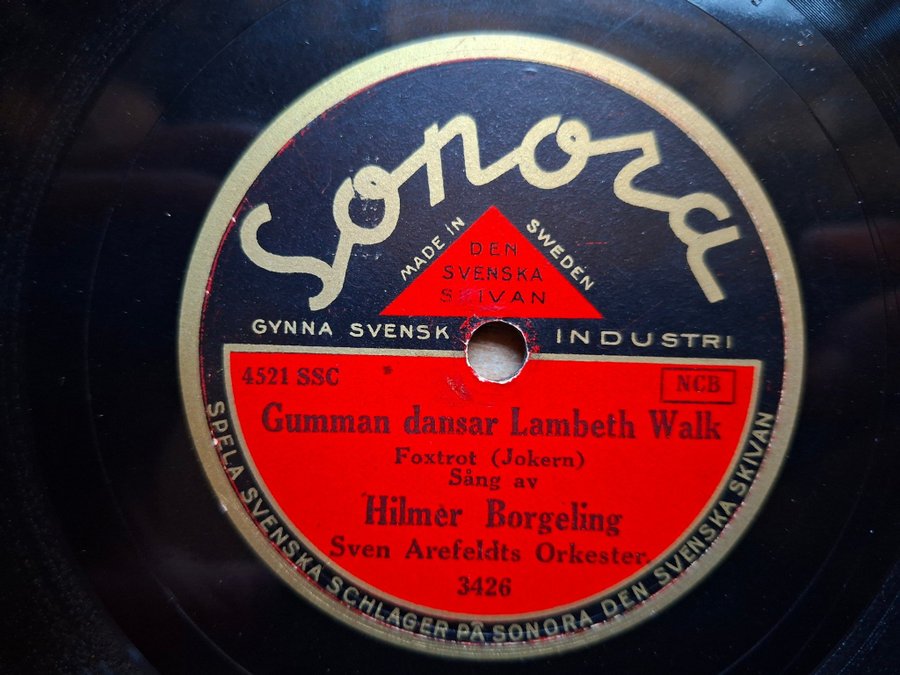 Sonora
MADE IN SWEDEN
DEN
SVENSKA
SKIVAN
GYNNA SVENSK INDUSTRI
4521 SSC
NCB
Gumman dansar Lambeth Walk
Foxtrot (Jokern)
Sång av
Hilmer Borgeling
Sven Arefeldts Orkester.
3426
SPELA SVENSKA SCHLAGER PÅ SONORA DEN SVENSKA SKIVAN